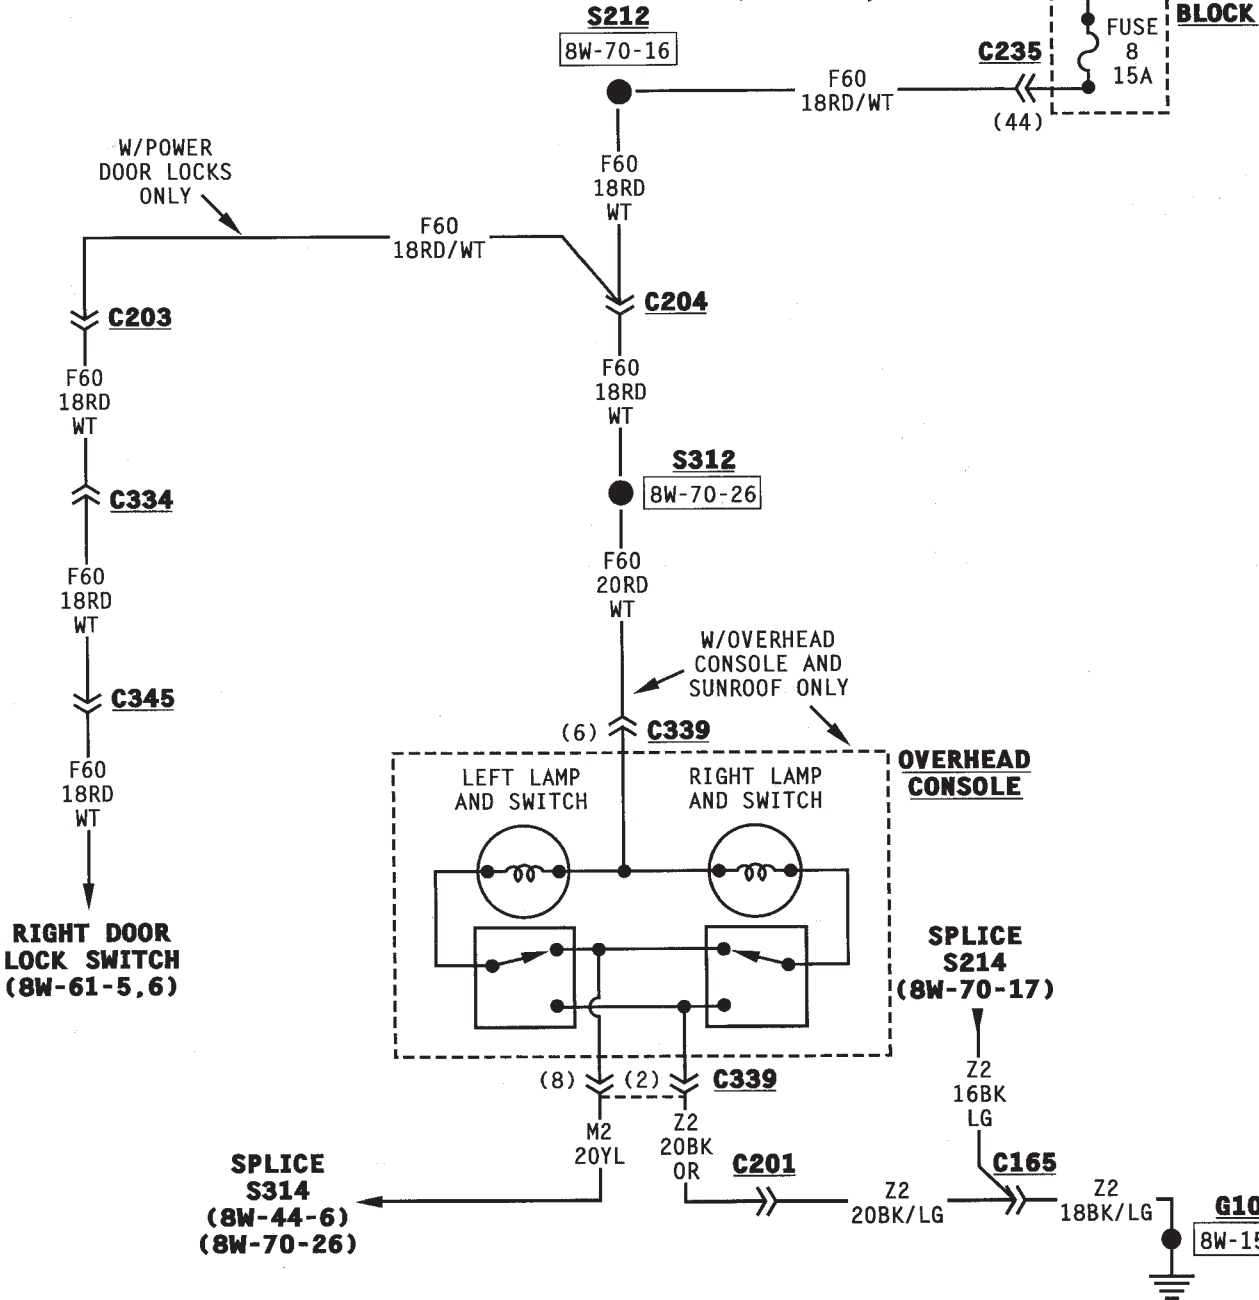 S212
8W-70-16
BLOCK
FUSE
8
15A
C235
F60
18RD/WT
(44)
W/POWER
DOOR LOCKS
ONLY
F60
18RD
WT
F60
18RD/WT
C203
C204
F60
18RD
WT
F60
18RD
WT
S312
8W-70-26
C334
F60
20RD
WT
F60
18RD
WT
W/OVERHEAD
CONSOLE AND
SUNROOF ONLY
C345
(6)
C339
F60
18RD
WT
OVERHEAD
CONSOLE
LEFT LAMP
AND SWITCH
RIGHT LAMP
AND SWITCH
RIGHT DOOR
LOCK SWITCH
(8W-61-5,6)
SPLICE
S214
(8W-70-17)
(8)
(2)
C339
Z2
16BK
LG
M2
20YL
Z2
20BK
OR
SPLICE
S314
(8W-44-6)
(8W-70-26)
C201
C165
Z2
20BK/LG
Z2
18BK/LG
G10
8W-15